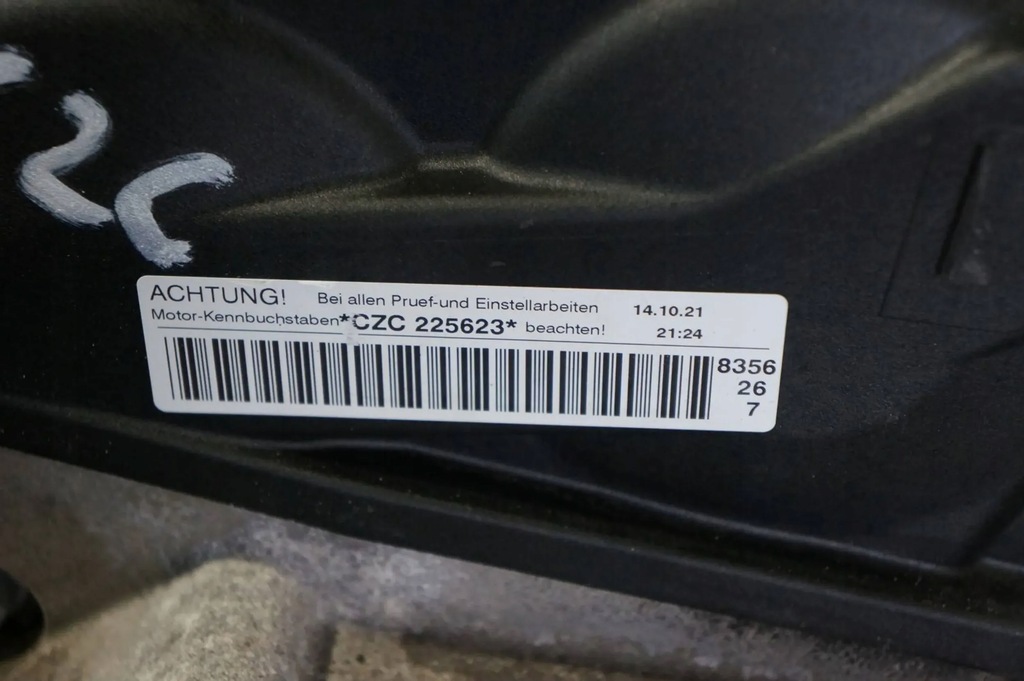 ACHTUNG! Bei allen Pruef-und Einstellarbeiten 14.10.21
Motor-Kennbuchstaben *CZC 225623* beachten! 21:24
8356
26
7